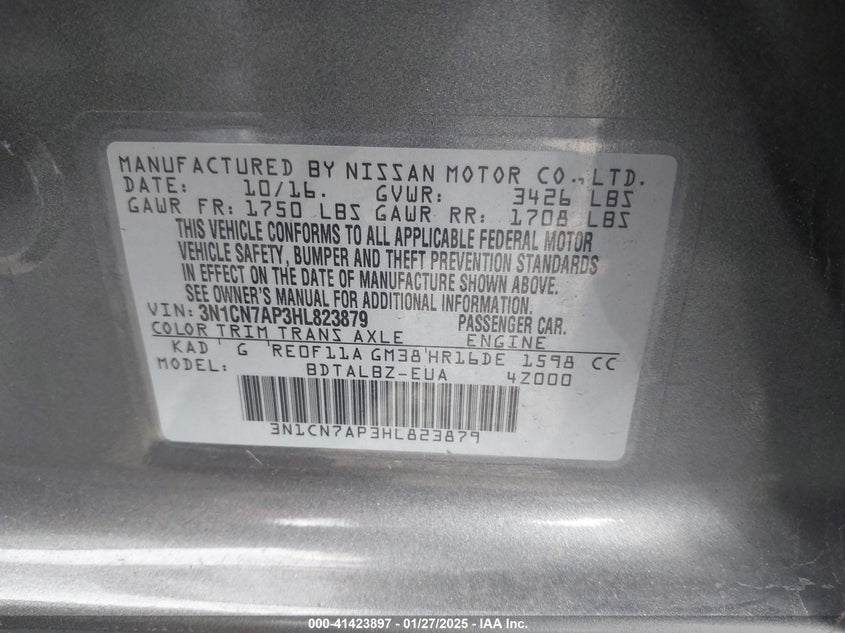 MANUFACTURED BY NISSAN MOTOR CO., LTD.
DATE: 10/16. GVWR: 3426 LBS
GAWR FR: 1750 LBS GAWR RR: 1708 LBS
THIS VEHICLE CONFORMS TO ALL APPLICABLE FEDERAL MOTOR
VEHICLE SAFETY, BUMPER AND THEFT PREVENTION STANDARDS
IN EFFECT ON THE DATE OF MANUFACTURE SHOWN ABOVE.
SEE OWNER'S MANUAL FOR ADDITIONAL INFORMATION.
VIN: 3N1CN7AP3HL823879 PASSENGER CAR.
COLOR TRIM TRANS AXLE ENGINE
KAD G RE0F11A GM38 HR16DE 1598 CC
MODEL: BDTALBZ-EUA 4Z000
3N1CN7AP3HL823879
000-41423897 - 01/27/2025 - IAA Inc.